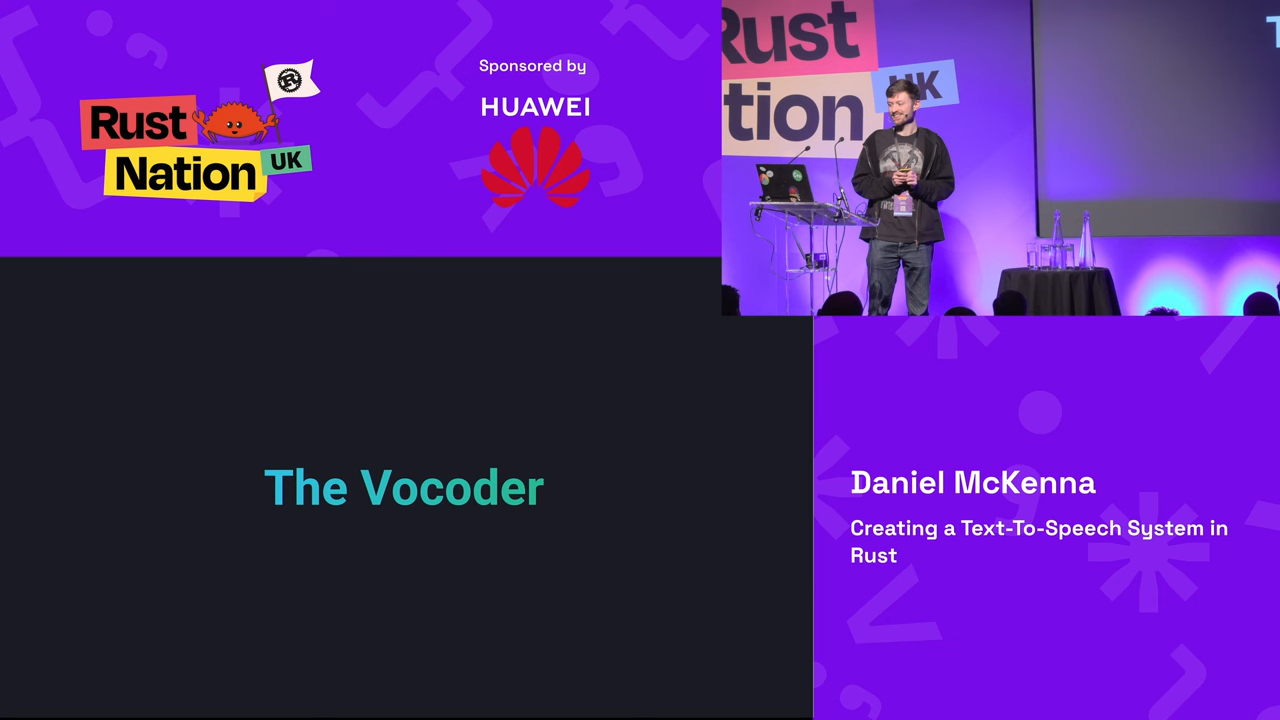 Rust
Nation
UK
Sponsored by
HUAWEI
Rust
tion
UK
The Vocoder
Daniel McKenna
Creating a Text-To-Speech System in
Rust